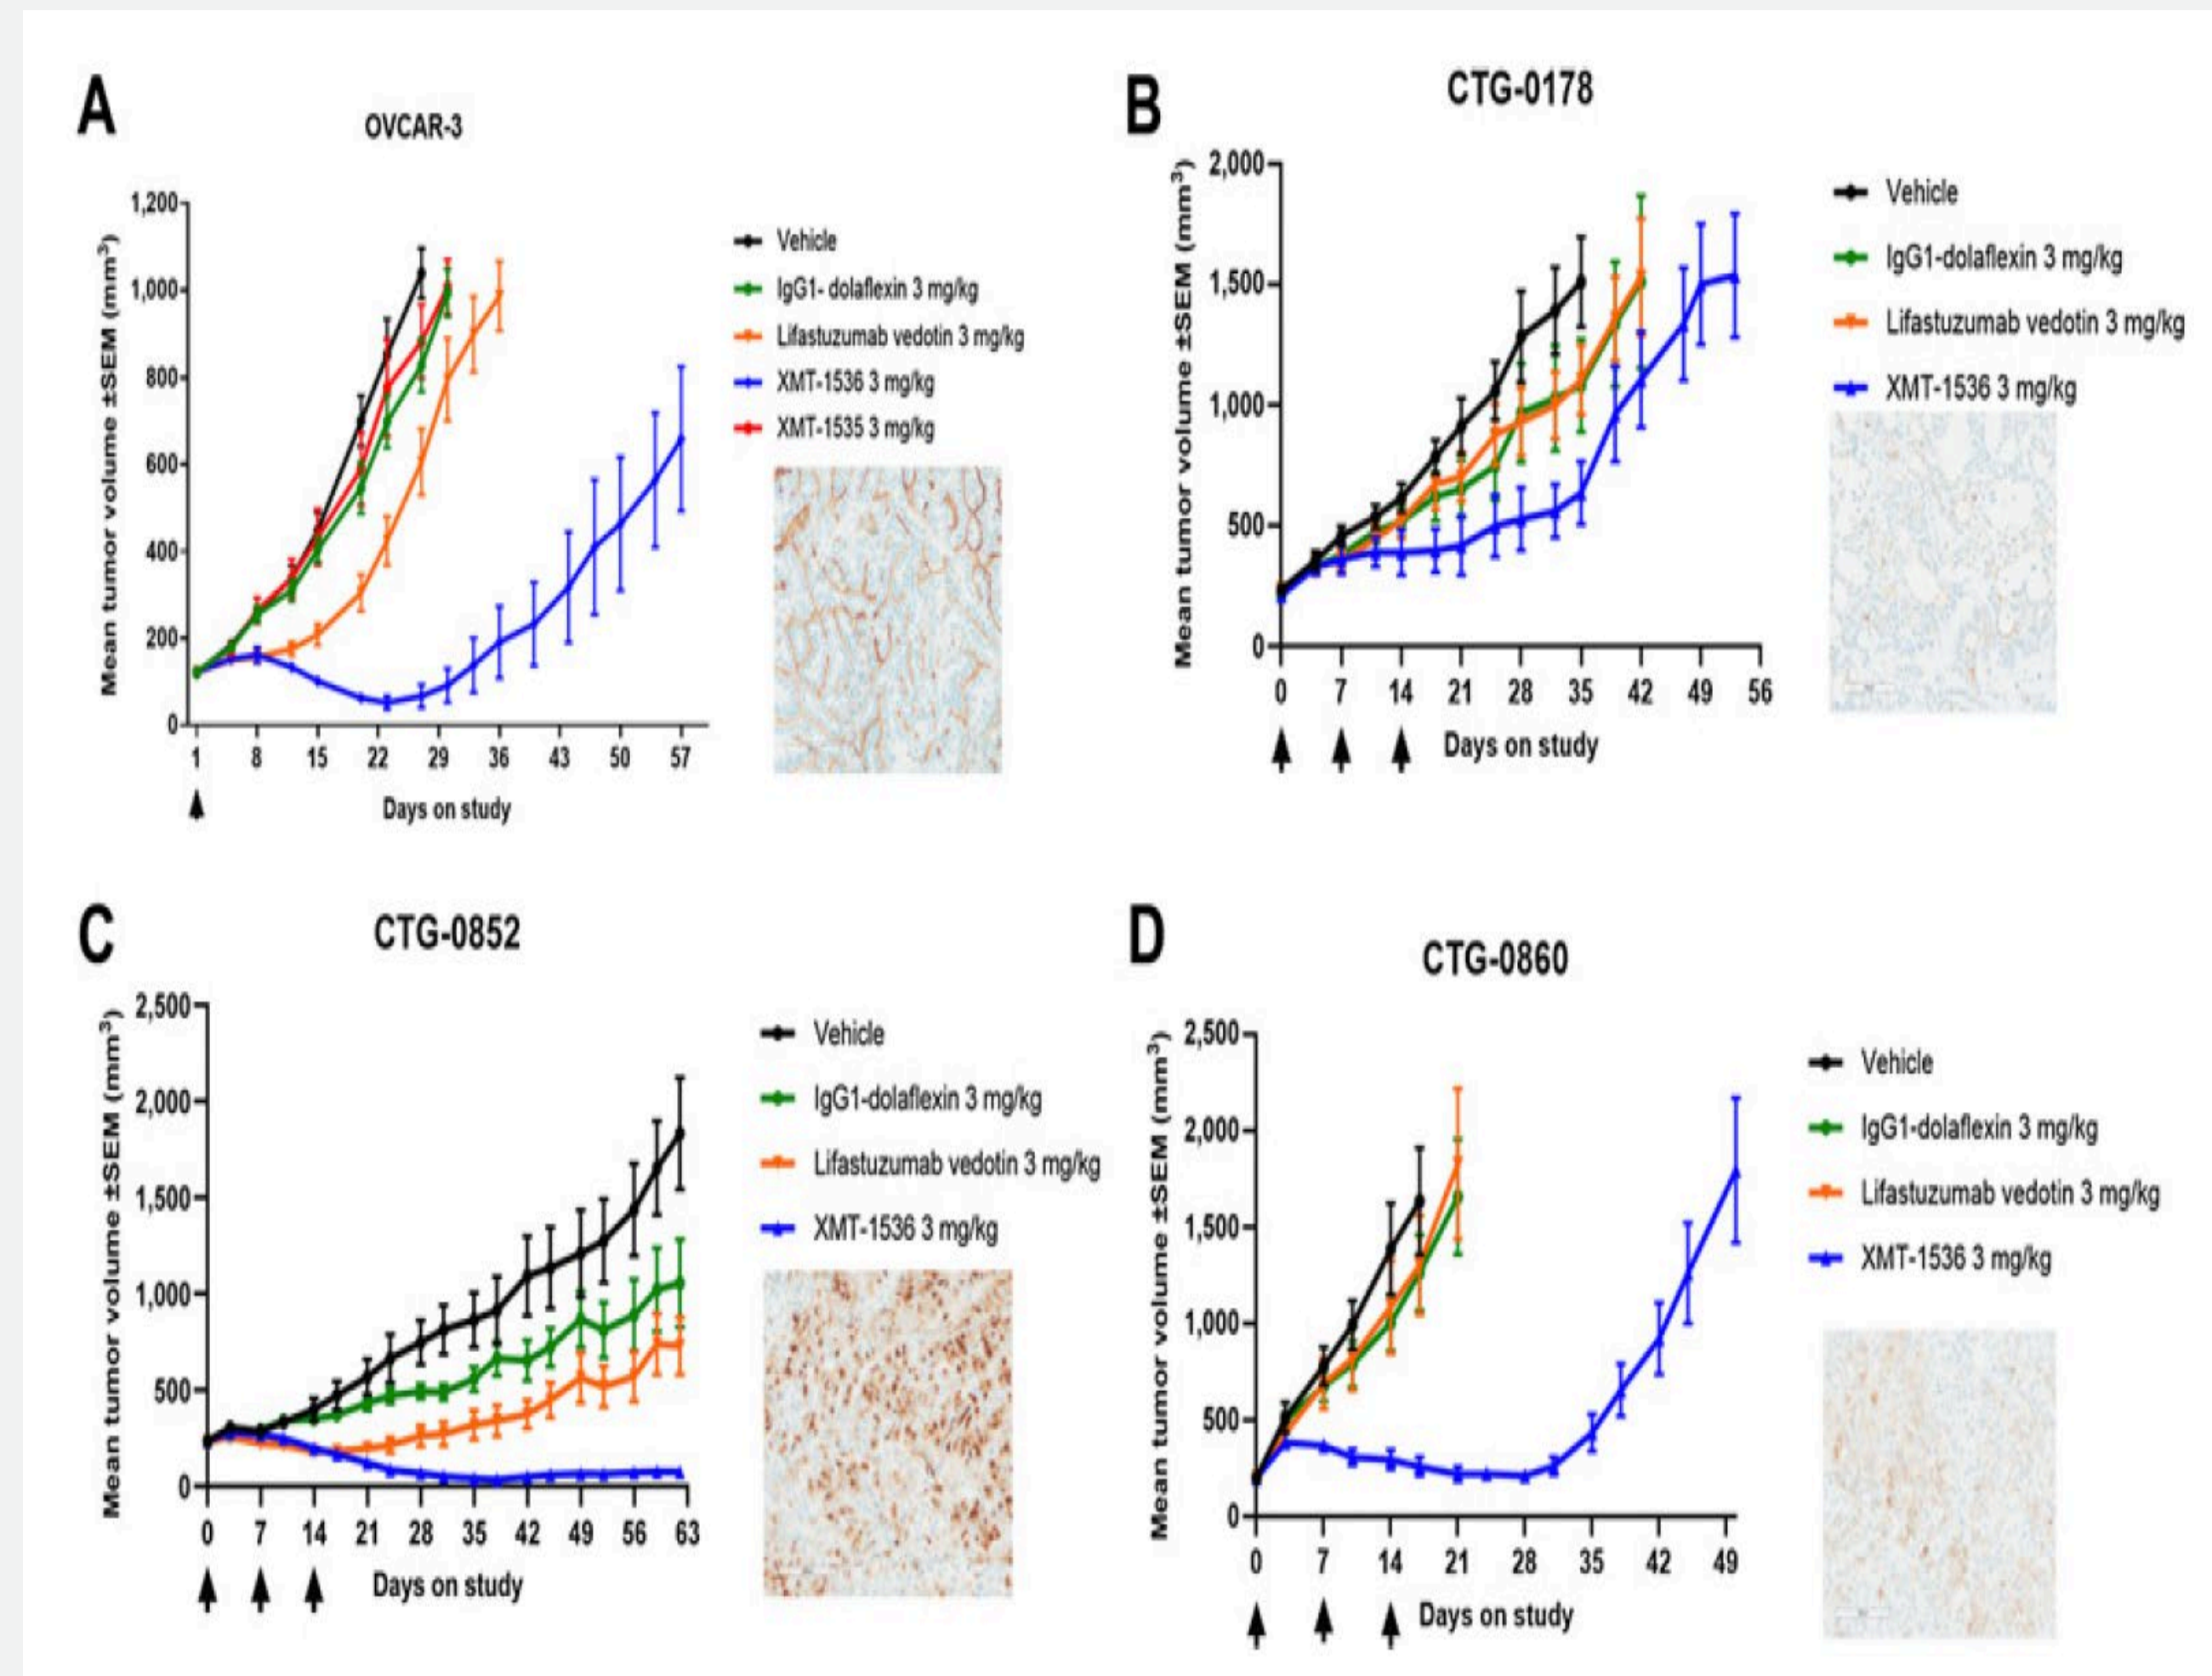 A
OVCAR-3
Mean tumor volume ±SEM (mm³)
1,200
1,000
800
600
400
200
0
1 8 15 22 29 36 43 50 57
Days on study
Vehicle
IgG1- dolaflexin 3 mg/kg
Lifastuzumab vedotin 3 mg/kg
XMT-1536 3 mg/kg
XMT-1535 3 mg/kg
B
CTG-0178
Mean tumor volume ±SEM (mm³)
2,000
1,500
1,000
500
0
0 7 14 21 28 35 42 49 56
Days on study
Vehicle
IgG1-dolaflexin 3 mg/kg
Lifastuzumab vedotin 3 mg/kg
XMT-1536 3 mg/kg
C
CTG-0852
Mean tumor volume ±SEM (mm³)
2,500
2,000
1,500
1,000
500
0
0 7 14 21 28 35 42 49 56 63
Days on study
Vehicle
IgG1-dolaflexin 3 mg/kg
Lifastuzumab vedotin 3 mg/kg
XMT-1536 3 mg/kg
D
CTG-0860
Mean tumor volume ±SEM (mm³)
2,500
2,000
1,500
1,000
500
0
0 7 14 21 28 35 42 49
Days on study
Vehicle
IgG1-dolaflexin 3 mg/kg
Lifastuzumab vedotin 3 mg/kg
XMT-1536 3 mg/kg